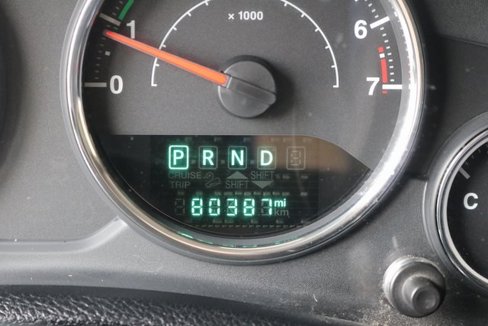 x 1000
1
6
0
7
P R N D
CRUISE SHIFT
TRIP SHIFT
80387 mi
km
C